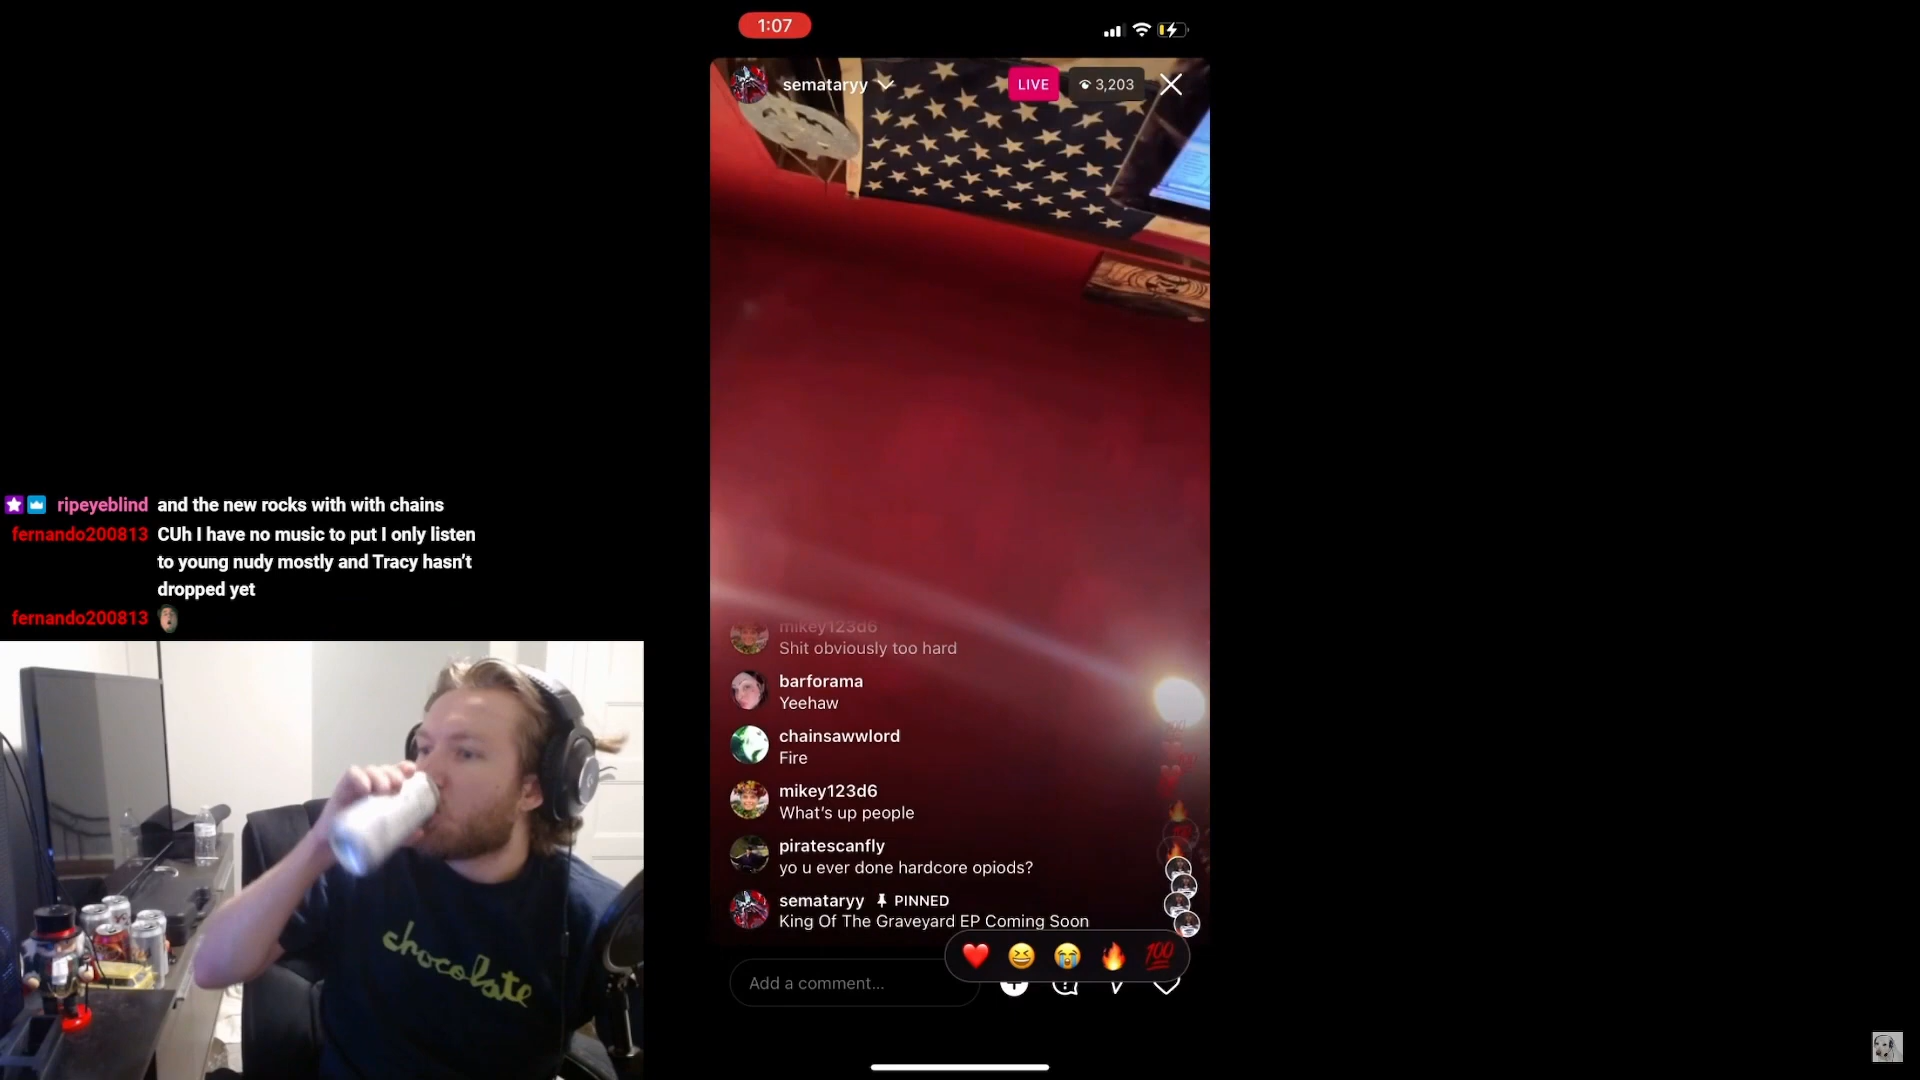 1:07
semataryy
LIVE
3,203
ripeyeblind and the new rocks with with chains
fernando200813 CUh I have no music to put I only listen
to young nudy mostly and Tracy hasn't
dropped yet
fernando200813
mikey123d6
Shit obviously too hard
barforama
Yeehaw
chainsawwlord
Fire
mikey123d6
What's up people
piratescanfly
yo u ever done hardcore opiods?
semataryy PINNED
King Of The Graveyard EP Coming Soon
Add a comment...
chocolate